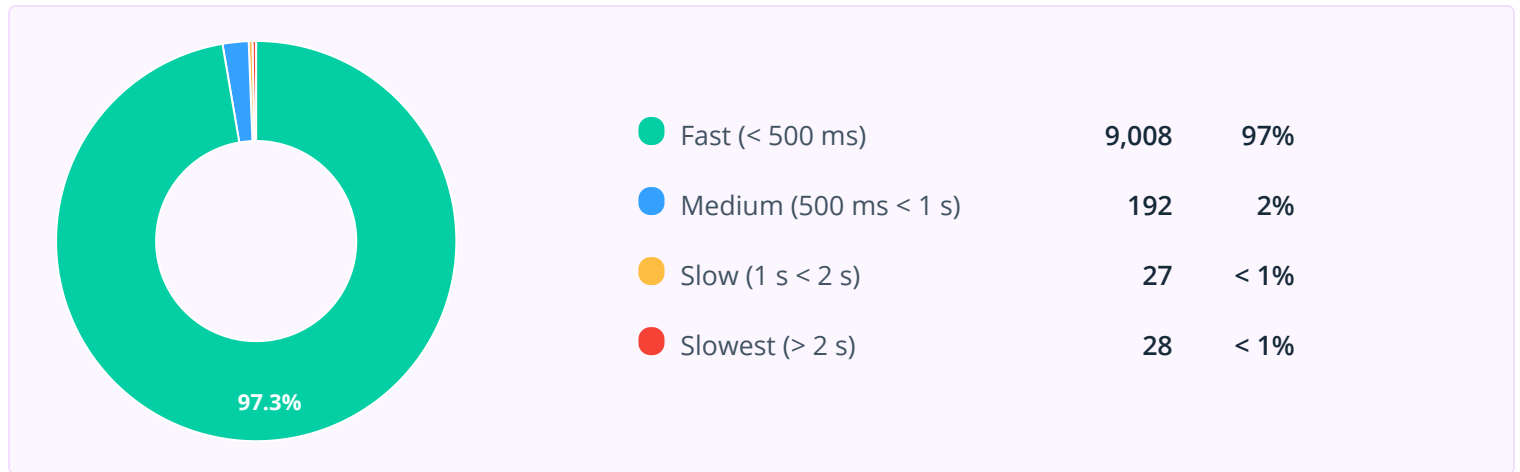 Fast (< 500 ms) 9,008 97%
Medium (500 ms < 1 s) 192 2%
Slow (1 s < 2 s) 27 < 1%
Slowest (> 2 s) 28 < 1%
97.3%